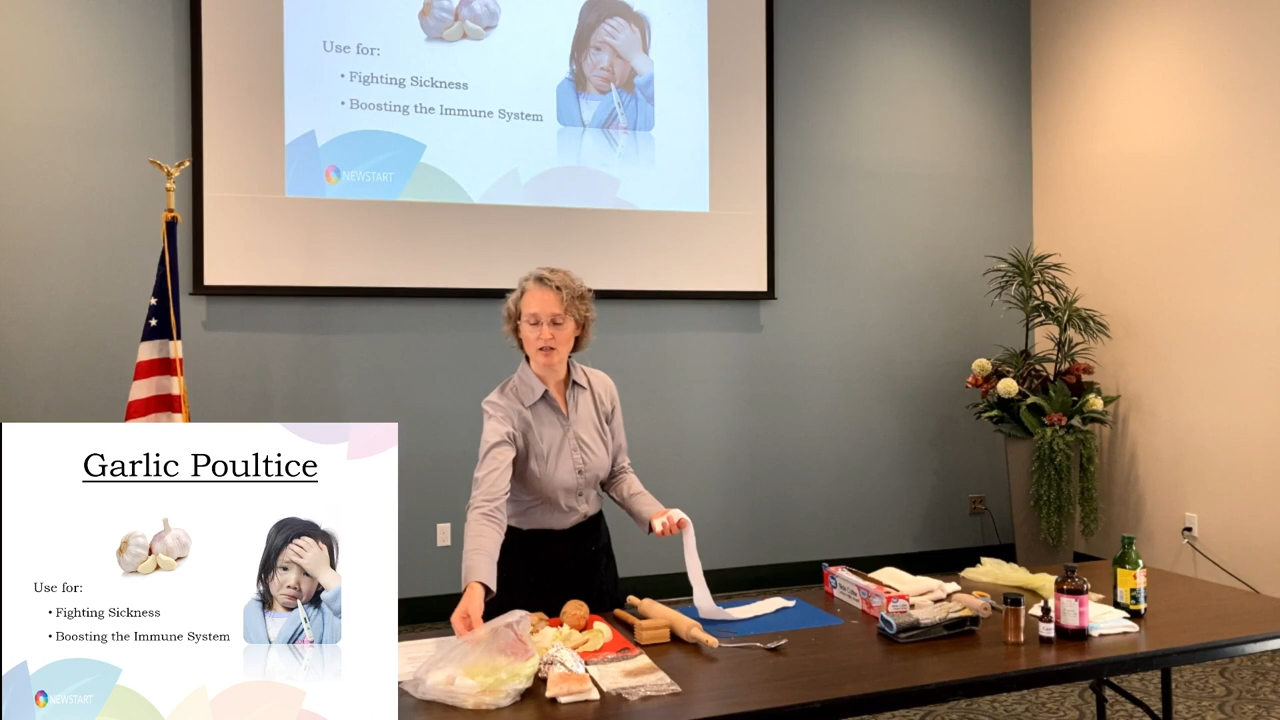 Use for:
• Fighting Sickness
• Boosting the Immune System
NEWSTART
Garlic Poultice
Use for:
• Fighting Sickness
• Boosting the Immune System
NEWSTART